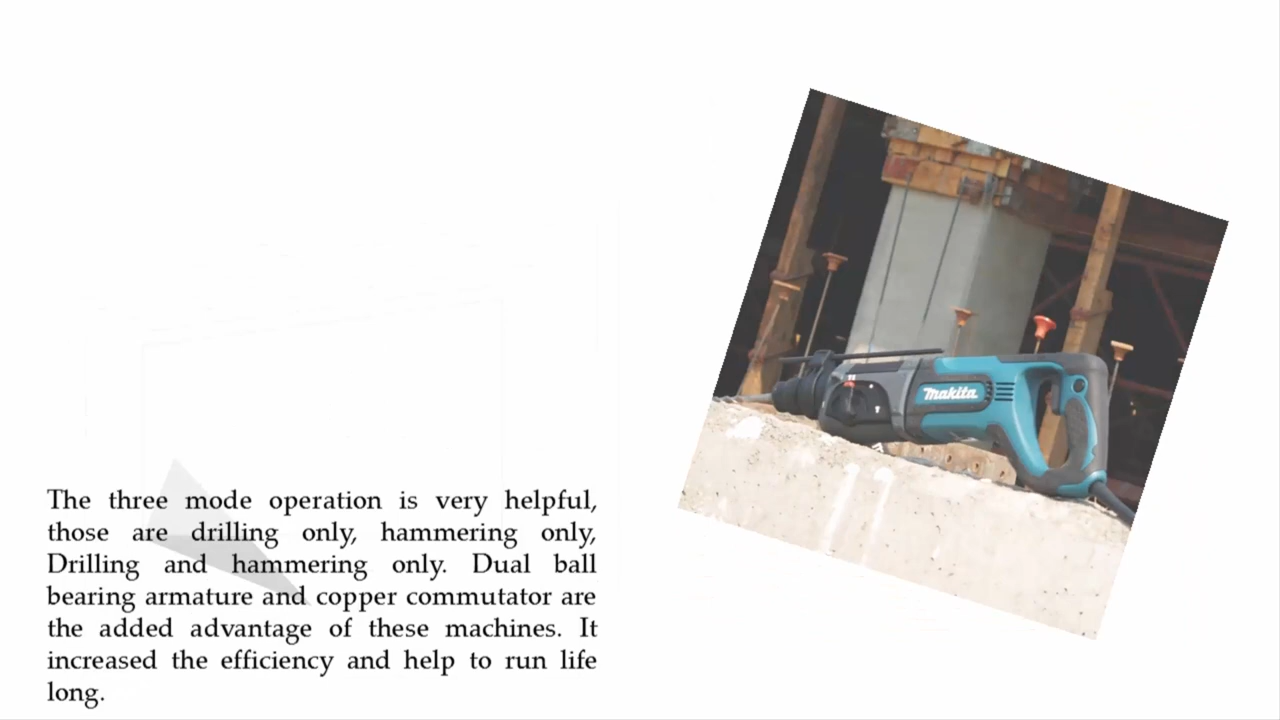 The three mode operation is very helpful,
those are drilling only, hammering only,
Drilling and hammering only. Dual ball
bearing armature and copper commutator are
the added advantage of these machines. It
increased the efficiency and help to run life
long.
makita